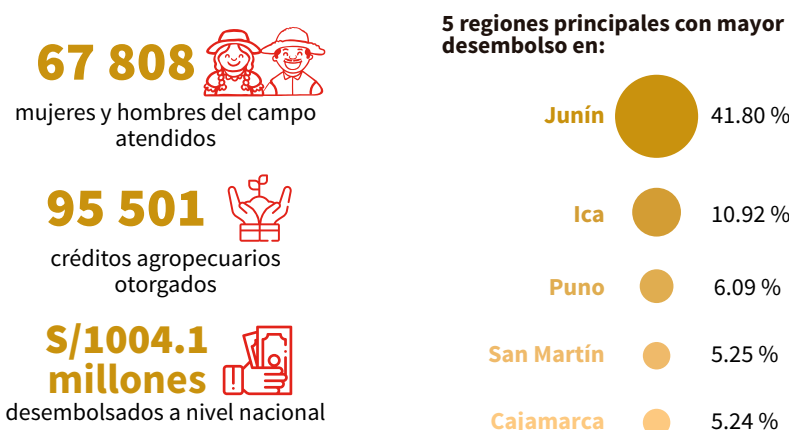 67 808
mujeres y hombres del campo
atendidos
95 501
créditos agropecuarios
otorgados
S/1004.1
millones
desembolsados a nivel nacional
5 regiones principales con mayor
desembolso en:
Junín 41.80 %
Ica 10.92 %
Puno 6.09 %
San Martín 5.25 %
Cajamarca 5.24 %